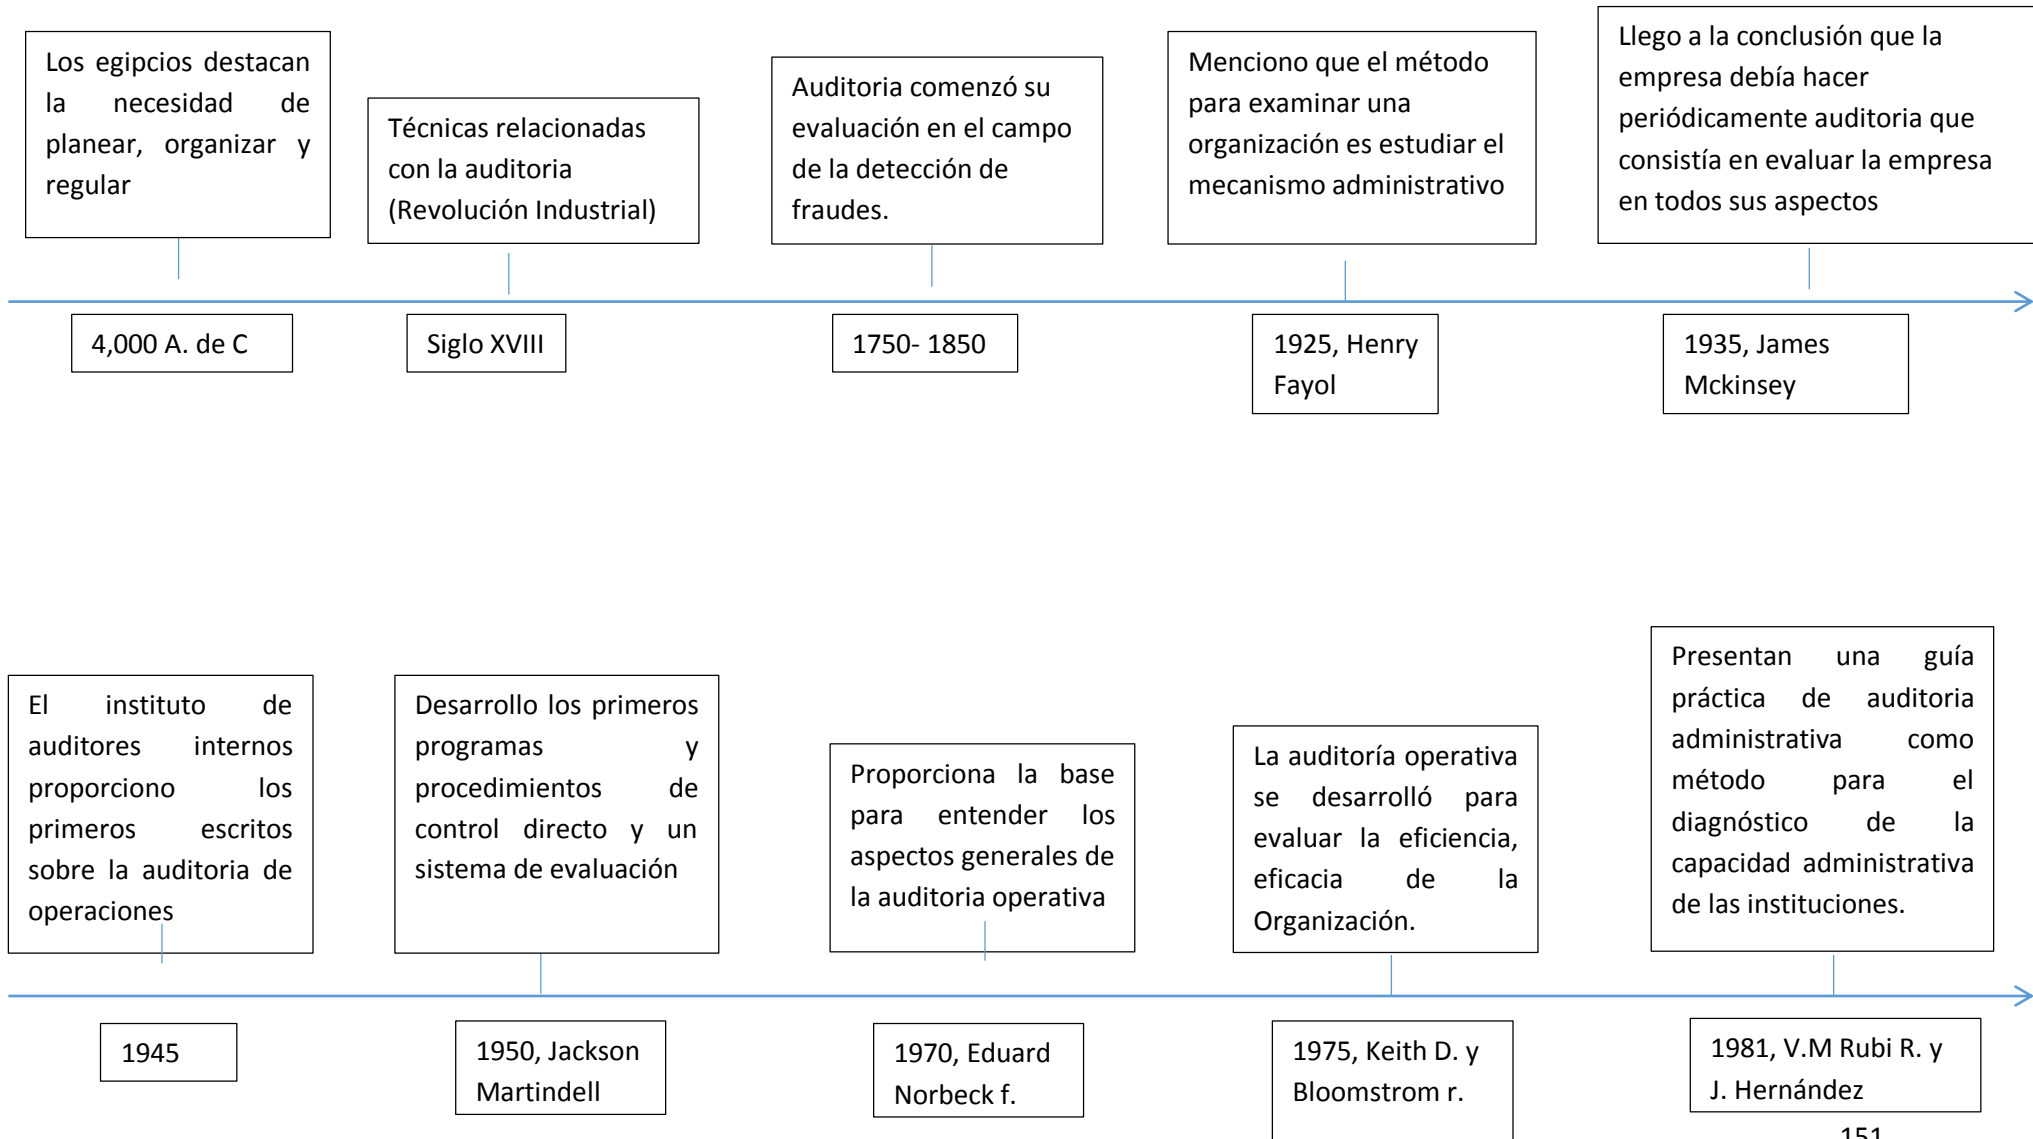 Los egipcios destacan
la necesidad de
planear, organizar y
regular
Técnicas relacionadas
con la auditoria
(Revolución Industrial)
Auditoria comenzó su
evaluación en el campo
de la detección de
fraudes.
Menciono que el método
para examinar una
organización es estudiar el
mecanismo administrativo
Llego a la conclusión que la
empresa debía hacer
periódicamente auditoria que
consistía en evaluar la empresa
en todos sus aspectos
4,000 A. de C
Siglo XVIII
1750- 1850
1925, Henry
Fayol
1935, James
Mckinsey
El instituto de
auditores internos
proporciono los
primeros escritos
sobre la auditoria de
operaciones
Desarrollo los primeros
programas y
procedimientos de
control directo y un
sistema de evaluación
Proporciona la base
para entender los
aspectos generales de
la auditoria operativa
La auditoría operativa
se desarrolló para
evaluar la eficiencia,
eficacia de la
Organización.
Presentan una guía
práctica de auditoria
administrativa como
método para el
diagnóstico de la
capacidad administrativa
de las instituciones.
1945
1950, Jackson
Martindell
1970, Eduard
Norbeck f.
1975, Keith D. y
Bloomstrom r.
1981, V.M Rubi R. y
J. Hernández
151